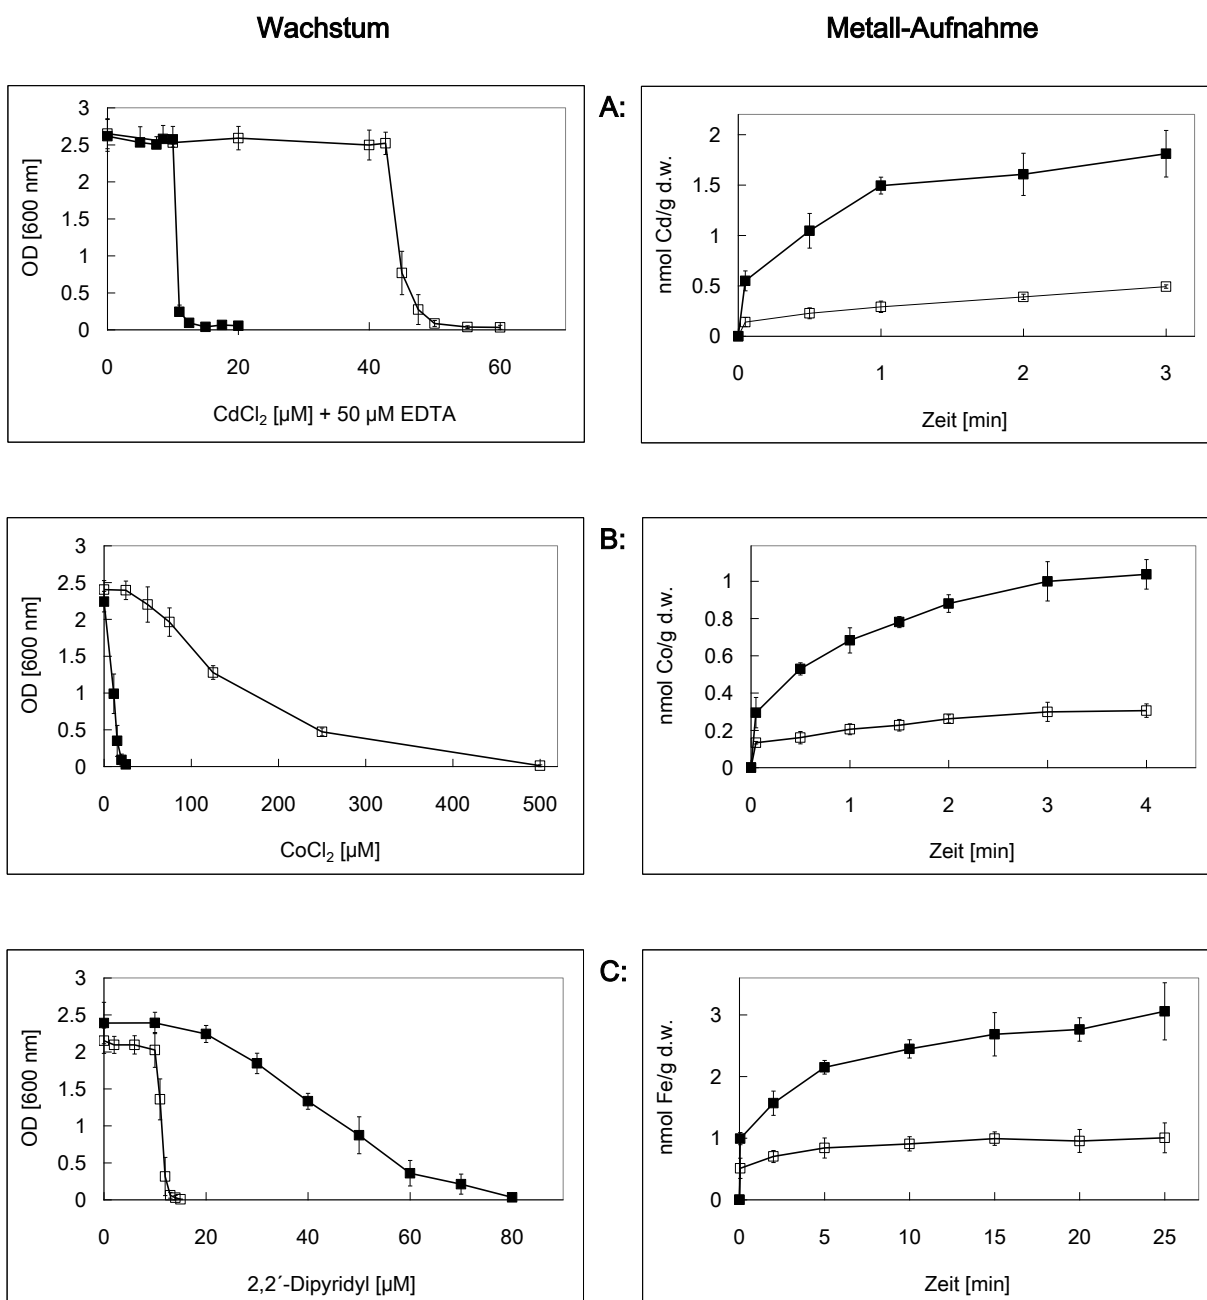 Wachstum
Metall-Aufnahme
A:
OD [600 nm]
3
2.5
2
1.5
1
0.5
0
0 20 40 60
CdCl₂ [µM] + 50 µM EDTA
nmol Cd/g d.w.
2
1.5
1
0.5
0
0 1 2 3
Zeit [min]
B:
OD [600 nm]
3
2.5
2
1.5
1
0.5
0
0 100 200 300 400 500
CoCl₂ [µM]
nmol Co/g d.w.
1
0.8
0.6
0.4
0.2
0
0 1 2 3 4
Zeit [min]
C:
OD [600 nm]
3
2.5
2
1.5
1
0.5
0
0 20 40 60 80
2,2´-Dipyridyl [µM]
nmol Fe/g d.w.
3
2
1
0
0 5 10 15 20 25
Zeit [min]